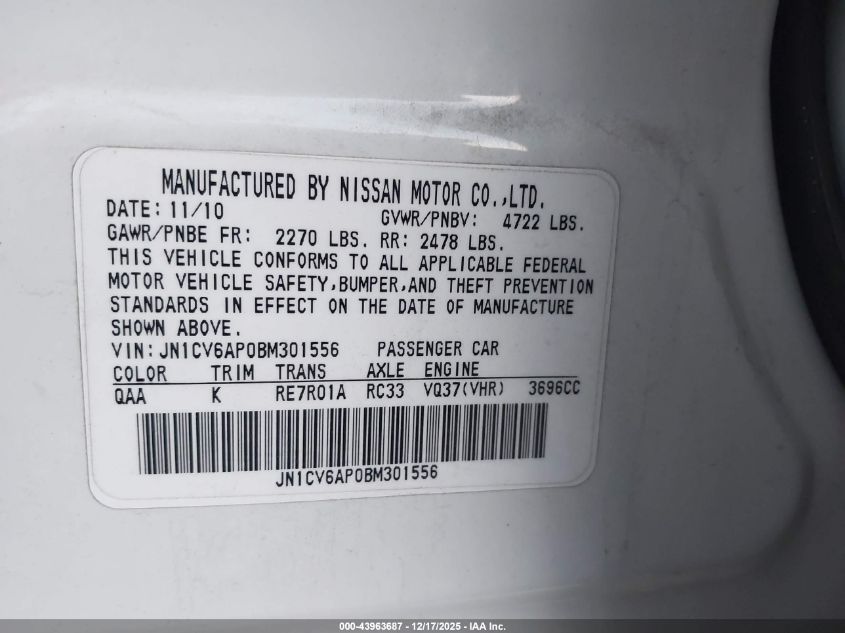 MANUFACTURED BY NISSAN MOTOR CO.,LTD.
DATE: 11/10 GVWR/PNBV: 4722 LBS.
GAWR/PNBE FR: 2270 LBS. RR: 2478 LBS.
THIS VEHICLE CONFORMS TO ALL APPLICABLE FEDERAL
MOTOR VEHICLE SAFETY,BUMPER,AND THEFT PREVENTION
STANDARDS IN EFFECT ON THE DATE OF MANUFACTURE
SHOWN ABOVE.
VIN:JN1CV6AP0BM301556 PASSENGER CAR
COLOR TRIM TRANS AXLE ENGINE
QAA K RE7R01A RC33 VQ37(VHR) 3696CC
JN1CV6AP0BM301556
000-43963687 - 12/17/2025 - IAA Inc.